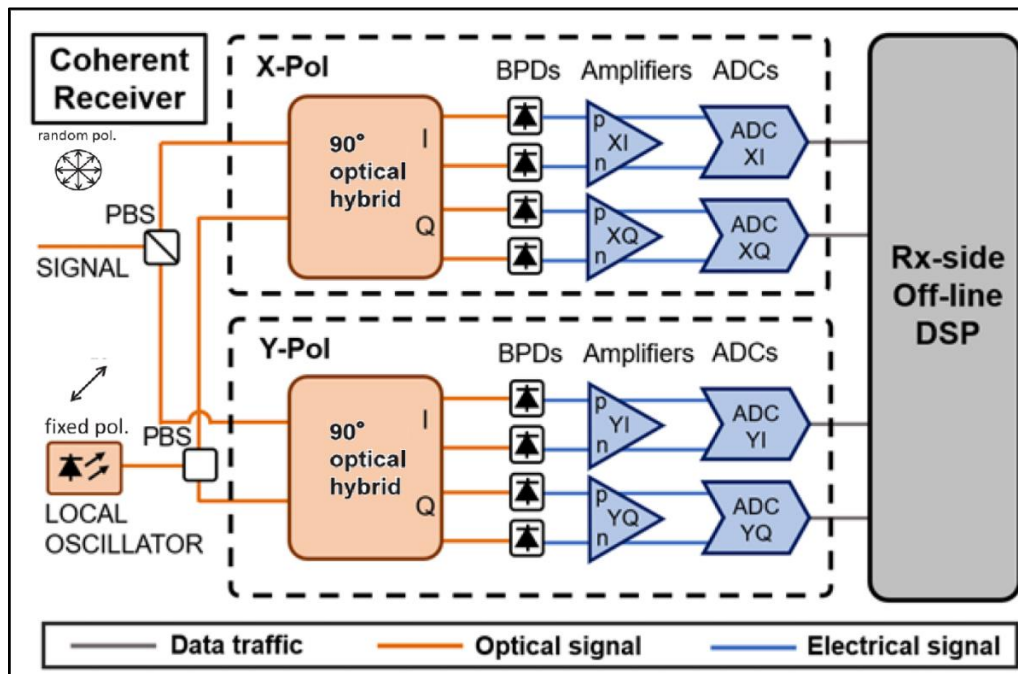 Coherent
Receiver
random pol.
PBS
SIGNAL
fixed pol.
PBS
LOCAL
OSCILLATOR
X-Pol
BPDs Amplifiers ADCs
90°
optical
hybrid
I
Q
p
XI
n
p
XQ
n
ADC
XI
ADC
XQ
Y-Pol
BPDs Amplifiers ADCs
90°
optical
hybrid
I
Q
p
YI
n
p
YQ
n
ADC
YI
ADC
YQ
Rx-side
Off-line
DSP
Data traffic Optical signal Electrical signal